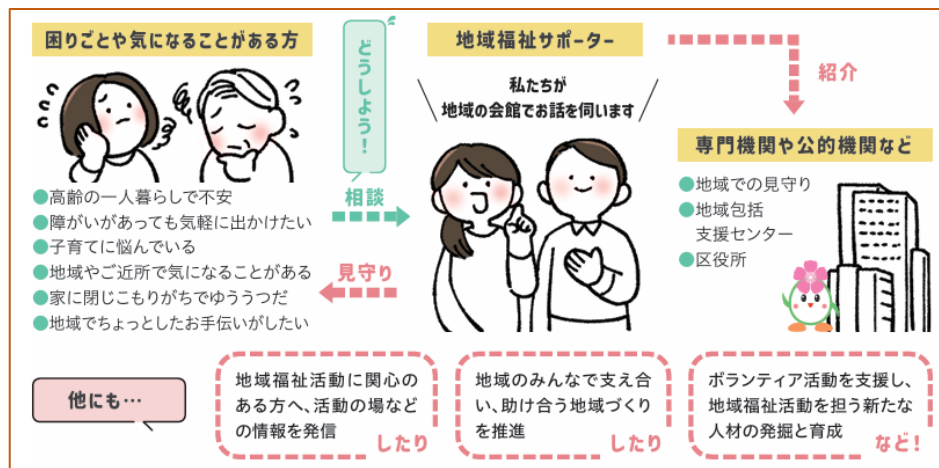 困りごとや気になることがある方
●高齢の一人暮らしで不安
●障がいがあっても気軽に出かけたい
●子育てに悩んでいる
●地域やご近所で気になることがある
●家に閉じこもりがちでゆううつだ
●地域でちょっとしたお手伝いがしたい
どうしよう！
相談
見守り
地域福祉サポーター
私たちが
地域の会館でお話を伺います
紹介
専門機関や公的機関など
●地域での見守り
●地域包括
支援センター
●区役所
他にも…
地域福祉活動に関心の
ある方へ、活動の場など
の情報を発信
したり
地域のみんなで支え合
い、助け合う地域づくり
を推進
したり
ボランティア活動を支援し、
地域福祉活動を担う新たな
人材の発掘と育成
など！